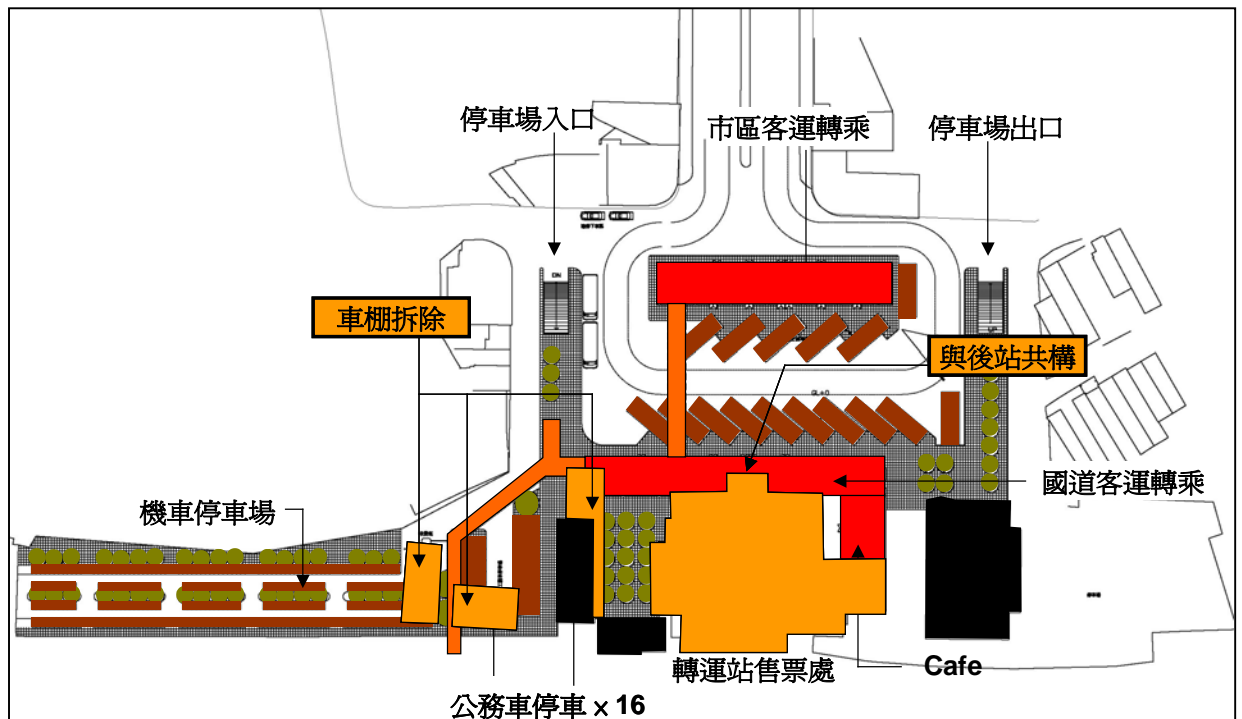 停車場入口
市區客運轉乘
停車場出口
DN
車棚拆除
與後站共構
國道客運轉乘
機車停車場
轉運站售票處
Cafe
公務車停車 x 16